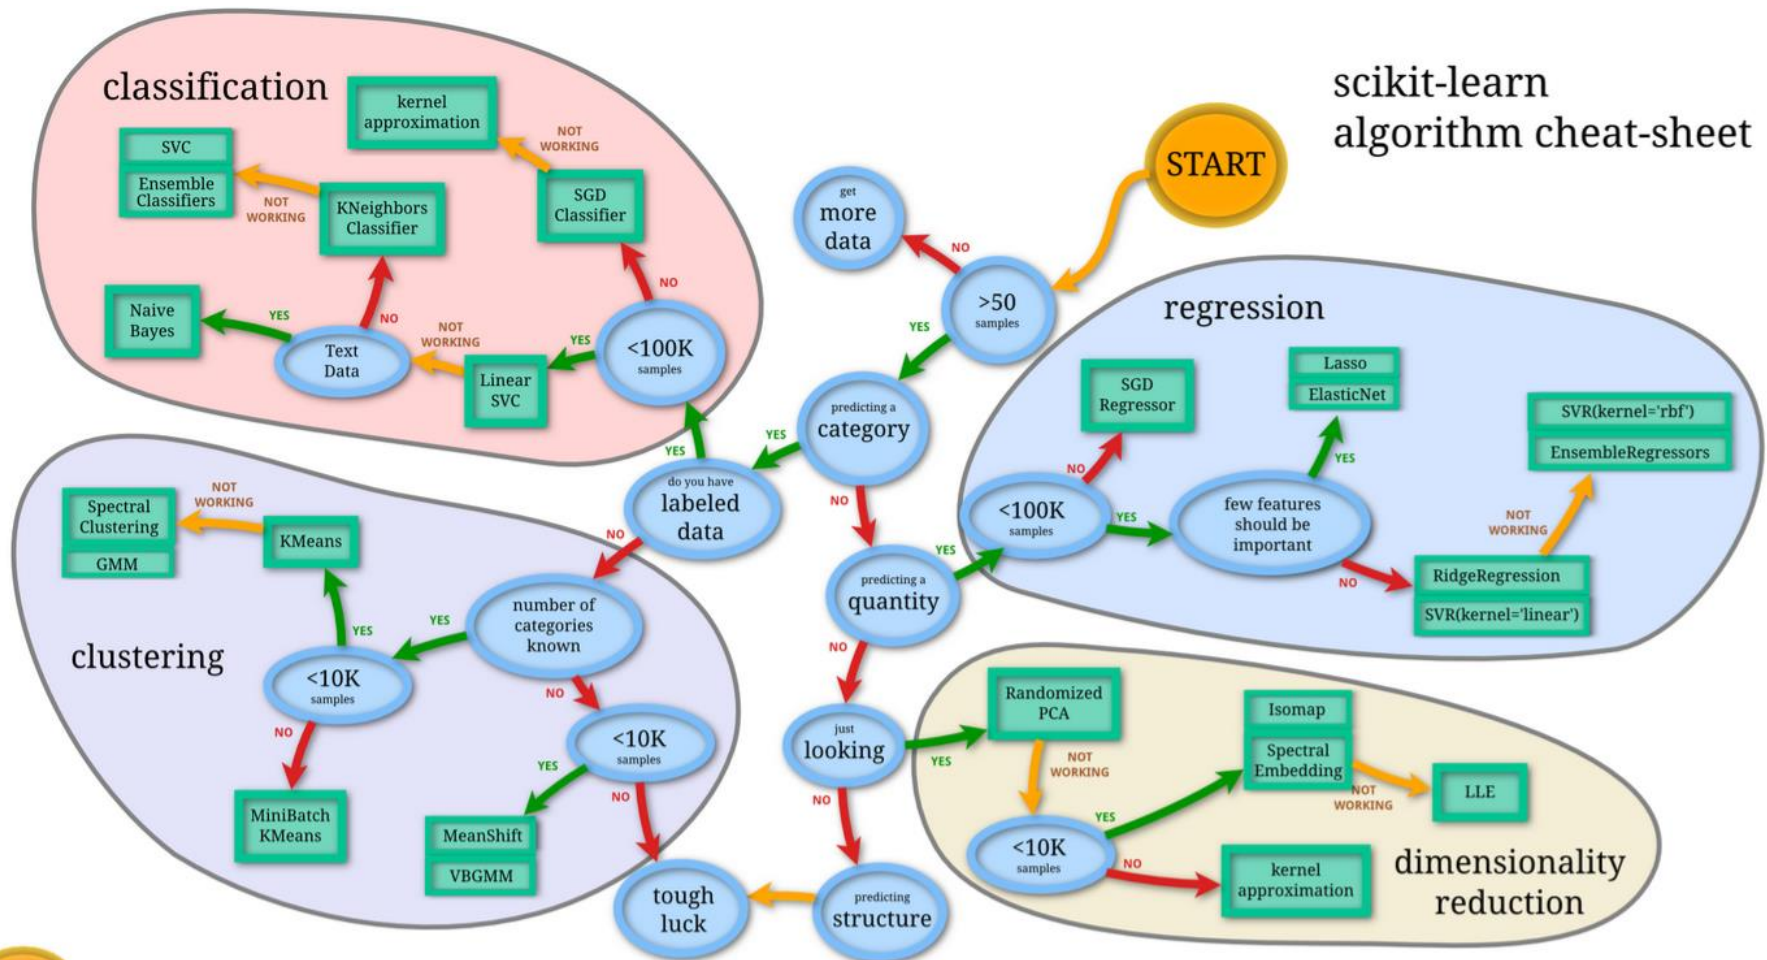 scikit-learn
algorithm cheat-sheet
START
classification
kernel
approximation
NOT
WORKING
SVC
Ensemble
Classifiers
NOT
WORKING
KNeighbors
Classifier
SGD
Classifier
NO
Naive
Bayes
YES
Text
Data
NO
NOT
WORKING
Linear
SVC
YES
<100K
samples
YES
get
more
data
NO
>50
samples
YES
predicting a
category
YES
do you have
labeled
data
NO
NO
predicting a
quantity
YES
NO
just
looking
YES
NO
predicting
structure
tough
luck
regression
SGD
Regressor
NO
<100K
samples
YES
Lasso
ElasticNet
YES
few features
should be
important
NO
SVR(kernel='rbf')
EnsembleRegressors
NOT
WORKING
RidgeRegression
SVR(kernel='linear')
clustering
Spectral
Clustering
GMM
NOT
WORKING
KMeans
YES
number of
categories
known
YES
<10K
samples
NO
MiniBatch
KMeans
NO
<10K
samples
YES
NO
MeanShift
VBGMM
Randomized
PCA
NOT
WORKING
<10K
samples
YES
NO
Isomap
Spectral
Embedding
NOT
WORKING
LLE
kernel
approximation
dimensionality
reduction